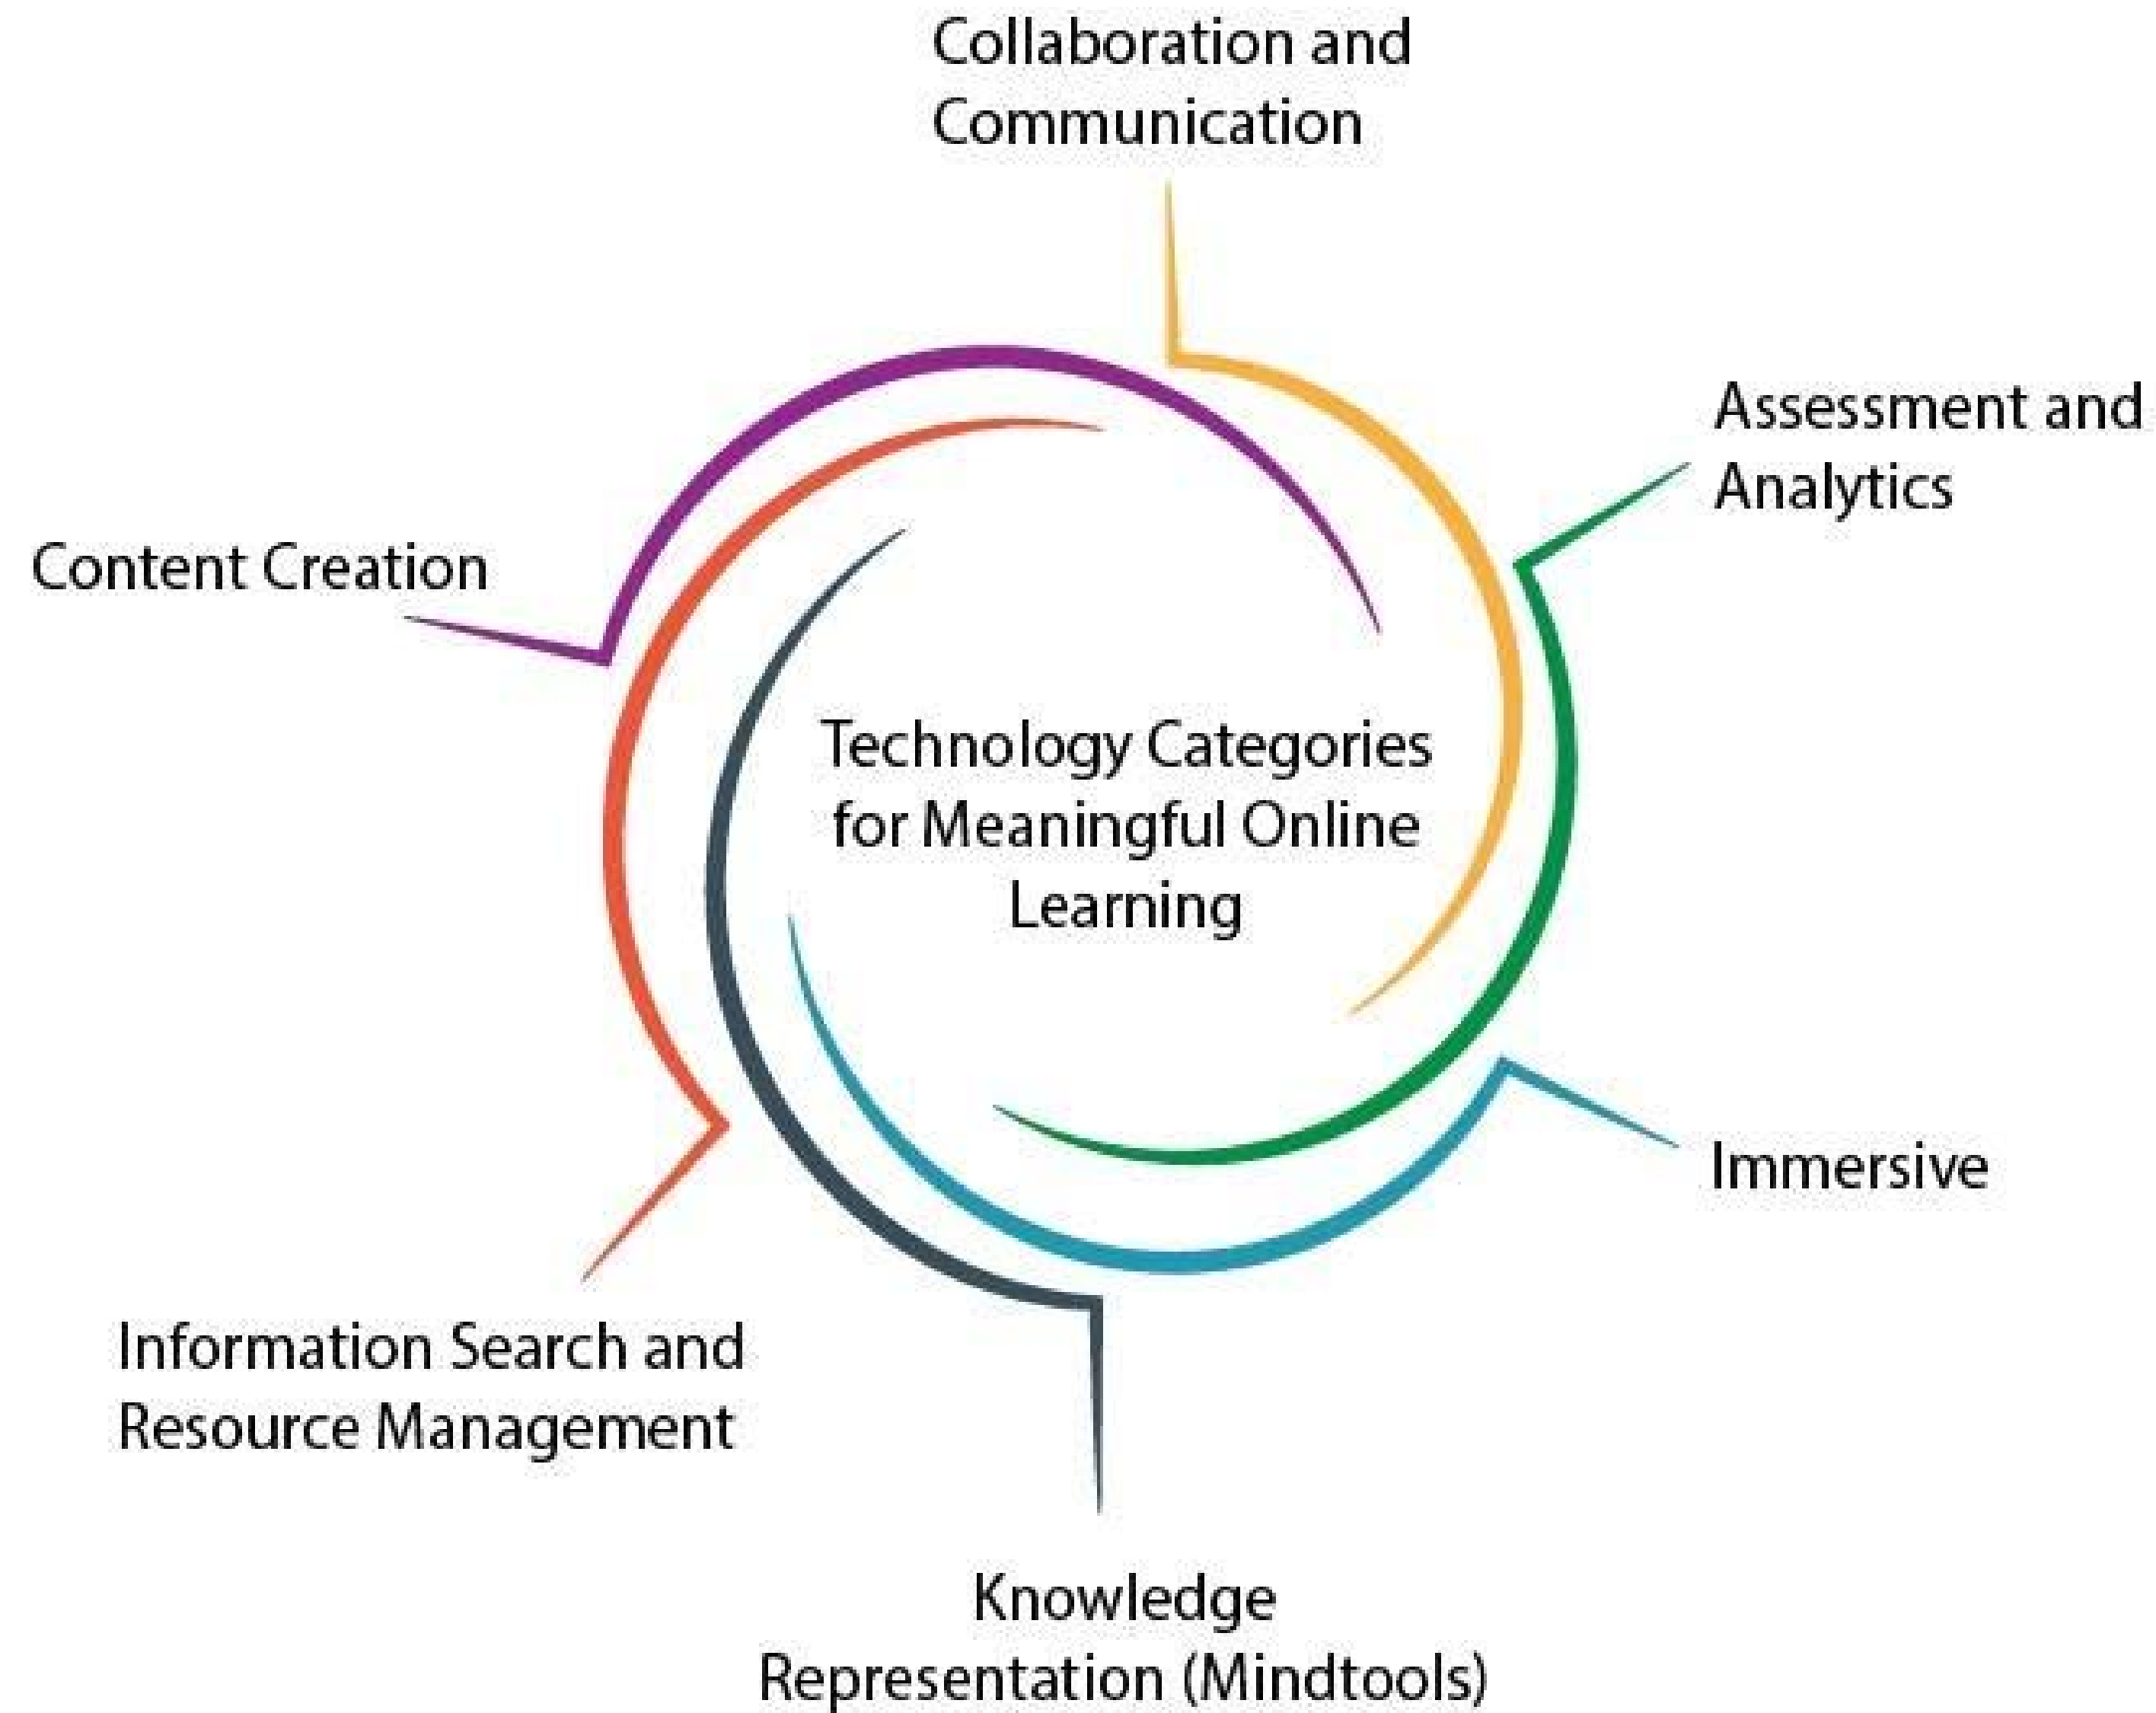 Collaboration and
Communication
Assessment and
Analytics
Content Creation
Technology Categories
for Meaningful Online
Learning
Immersive
Information Search and
Resource Management
Knowledge
Representation (Mindtools)